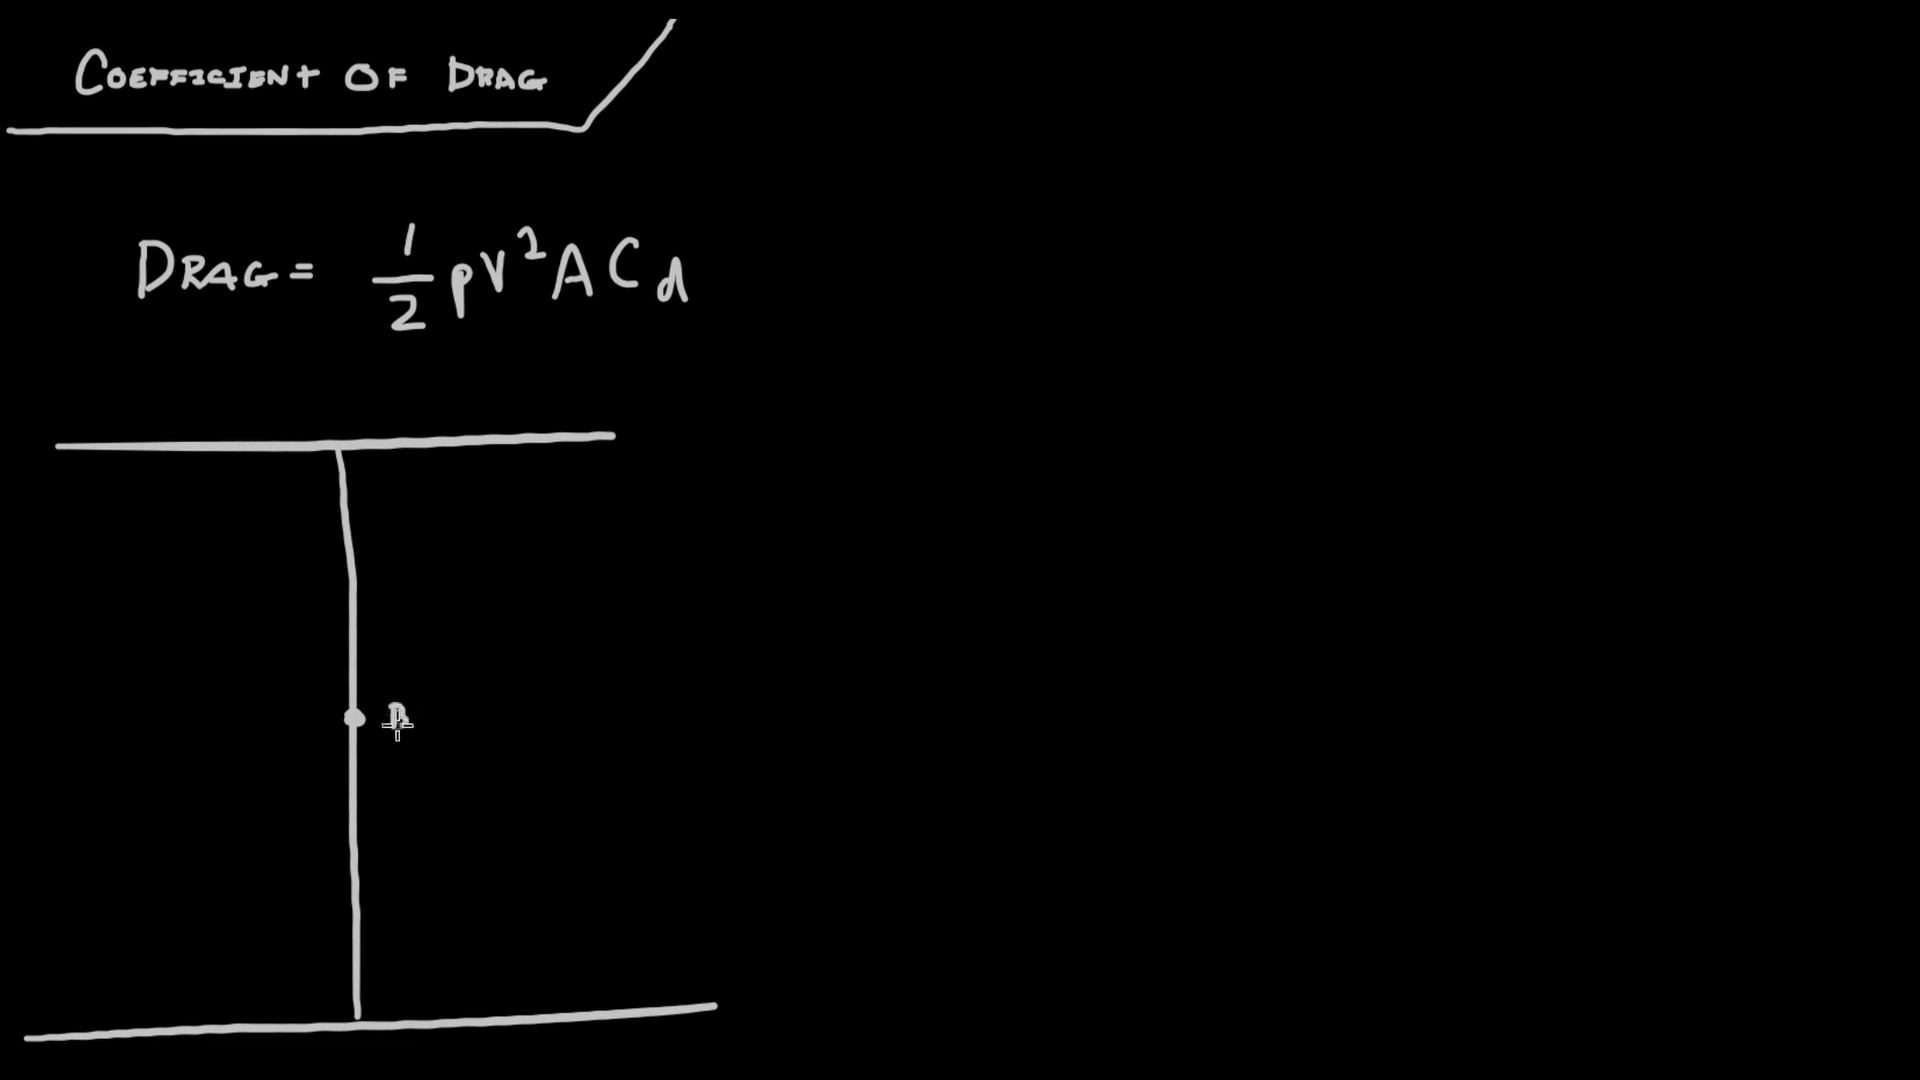 COEFFICIENT OF DRAG
DRAG = 1/2 ρV²ACd